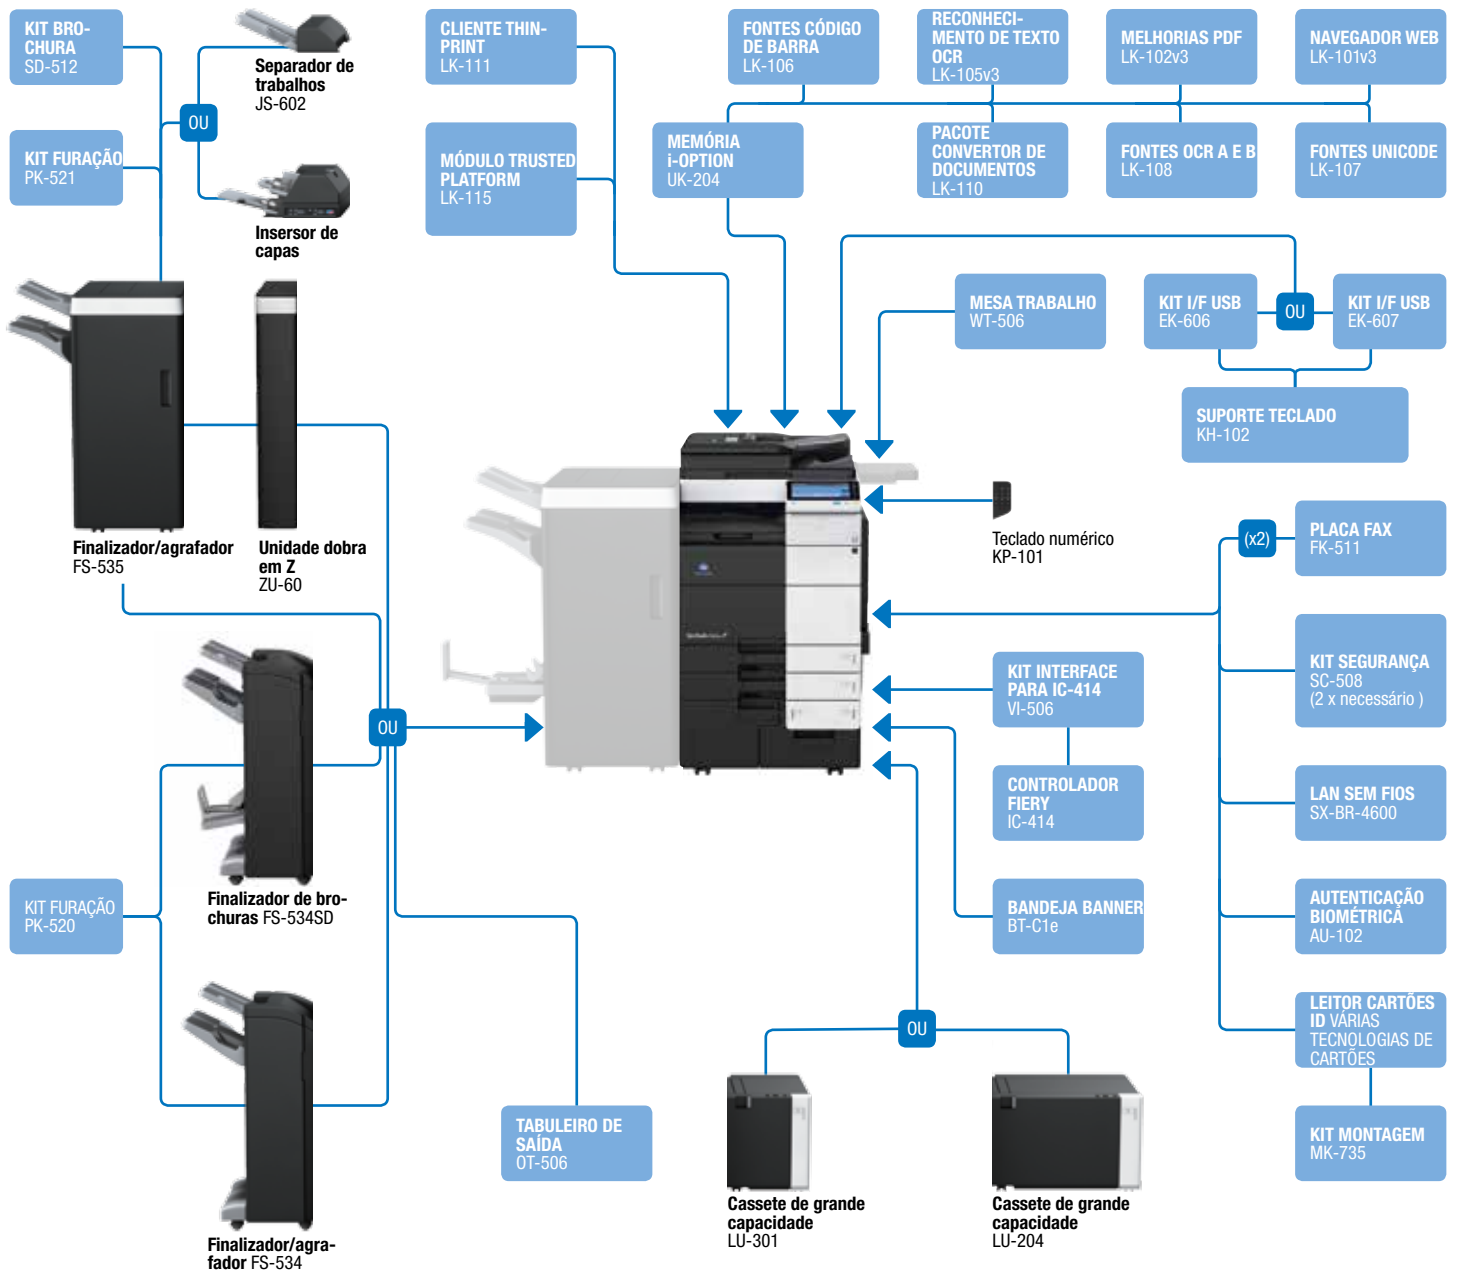 KIT BRO-
CHURA
SD-512
Separador de
trabalhos
JS-602
OU
KIT FURAÇÃO
PK-521
Insersor de
capas
CLIENTE THIN-
PRINT
LK-111
MÓDULO TRUSTED
PLATFORM
LK-115
FONTES CÓDIGO
DE BARRA
LK-106
RECONHECI-
MENTO DE TEXTO
OCR
LK-105v3
MELHORIAS PDF
LK-102v3
NAVEGADOR WEB
LK-101v3
MEMÓRIA
i-OPTION
UK-204
PACOTE
CONVERTOR DE
DOCUMENTOS
LK-110
FONTES OCR A E B
LK-108
FONTES UNICODE
LK-107
MESA TRABALHO
WT-506
KIT I/F USB
EK-606
OU
KIT I/F USB
EK-607
SUPORTE TECLADO
KH-102
Finalizador/agrafador
FS-535
Unidade dobra
em Z
ZU-60
Teclado numérico
KP-101
(x2)
PLACA FAX
FK-511
KIT SEGURANÇA
SC-508
(2 x necessário )
OU
KIT INTERFACE
PARA IC-414
VI-506
CONTROLADOR
FIERY
IC-414
LAN SEM FIOS
SX-BR-4600
KIT FURAÇÃO
PK-520
Finalizador de bro-
churas FS-534SD
BANDEJA BANNER
BT-C1e
AUTENTICAÇÃO
BIOMÉTRICA
AU-102
OU
LEITOR CARTÕES
ID VÁRIAS
TECNOLOGIAS DE
CARTÕES
TABULEIRO DE
SAÍDA
OT-506
KIT MONTAGEM
MK-735
Cassete de grande
capacidade
LU-301
Cassete de grande
capacidade
LU-204
Finalizador/agra-
fador FS-534